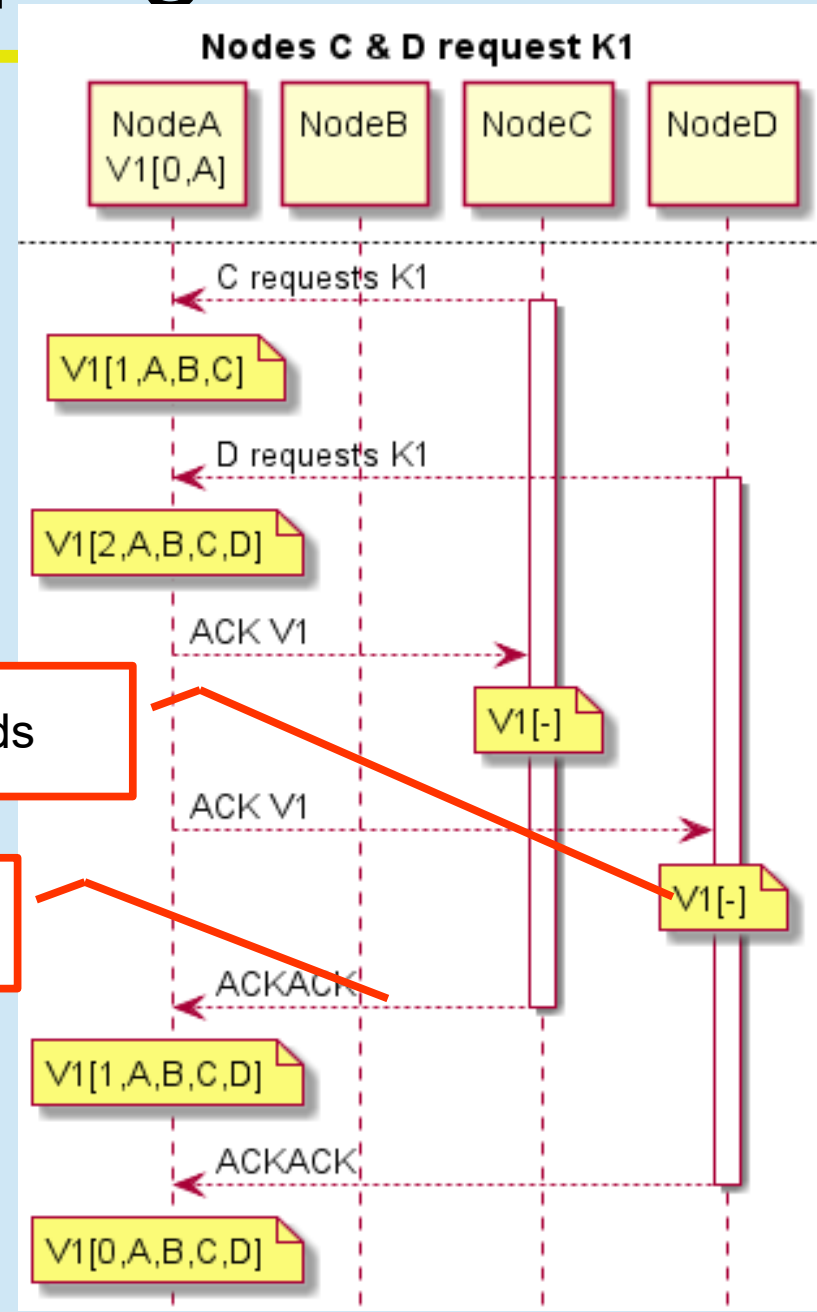 Nodes C & D request K1
NodeA
V1[0,A]
NodeB
NodeC
NodeD
C requests K1
V1[1,A,B,C]
D requests K1
V1[2,A,B,C,D]
ACK V1
V1[-]
ACK V1
V1[-]
ACKACK
V1[1,A,B,C,D]
ACKACK
V1[0,A,B,C,D]